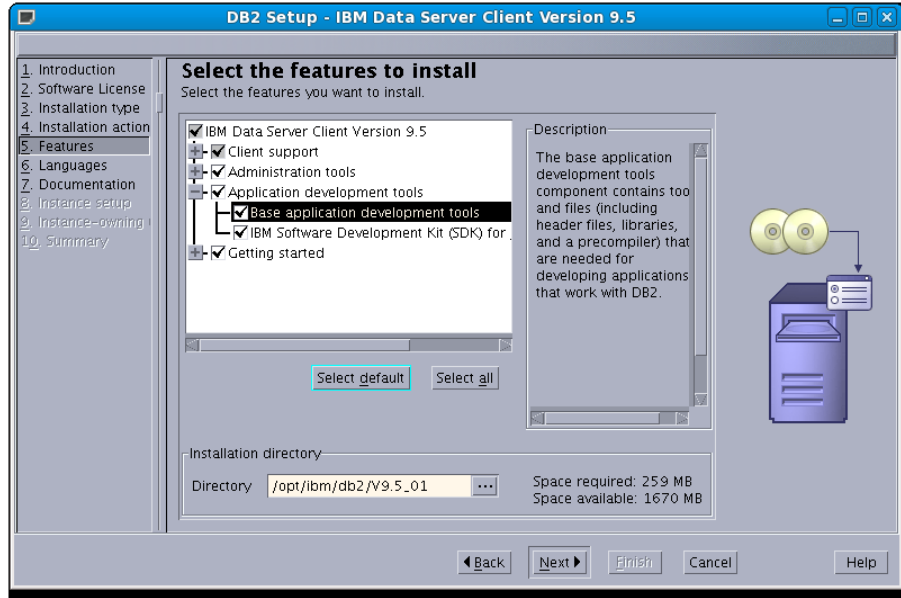 DB2 Setup - IBM Data Server Client Version 9.5
1. Introduction
2. Software License
3. Installation type
4. Installation action
5. Features
6. Languages
7. Documentation
8. Instance setup
9. Instance-owning
10. Summary
Select the features to install
Select the features you want to install.
IBM Data Server Client Version 9.5
Client support
Administration tools
Application development tools
Base application development tools
IBM Software Development Kit (SDK) for
Getting started
Select default
Select all
Description
The base application
development tools
component contains too
and files (including
header files, libraries,
and a precompiler) that
are needed for
developing applications
that work with DB2.
Installation directory
Directory
/opt/ibm/db2/V9.5_01
...
Space required: 259 MB
Space available: 1670 MB
Back
Next
Finish
Cancel
Help